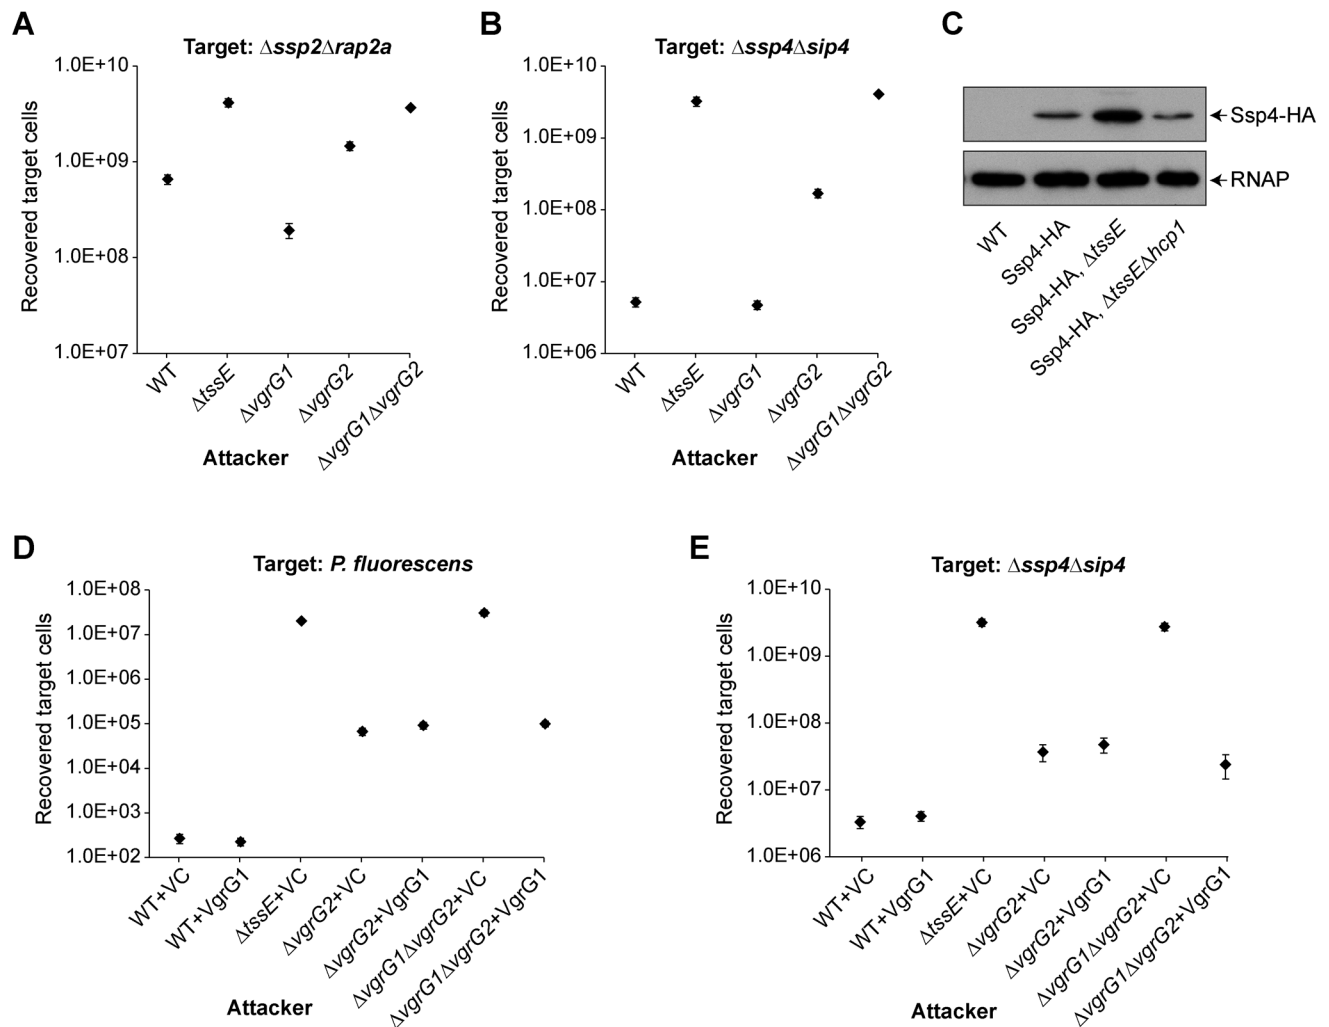 A
Target: Δssp2Δrap2a
Recovered target cells
1.0E+10
1.0E+09
1.0E+08
1.0E+07
WT
ΔtssE
ΔvgrG1
ΔvgrG2
ΔvgrG1ΔvgrG2
Attacker
B
Target: Δssp4Δsip4
Recovered target cells
1.0E+10
1.0E+09
1.0E+08
1.0E+07
1.0E+06
WT
ΔtssE
ΔvgrG1
ΔvgrG2
ΔvgrG1ΔvgrG2
Attacker
C
Ssp4-HA
RNAP
WT
Ssp4-HA
Ssp4-HA, ΔtssE
Ssp4-HA, ΔtssEΔhcp1
D
Target: P. fluorescens
Recovered target cells
1.0E+08
1.0E+07
1.0E+06
1.0E+05
1.0E+04
1.0E+03
1.0E+02
WT+VC
WT+VgrG1
ΔtssE+VC
ΔvgrG2+VC
ΔvgrG2+VgrG1
ΔvgrG1ΔvgrG2+VC
ΔvgrG1ΔvgrG2+VgrG1
Attacker
E
Target: Δssp4Δsip4
Recovered target cells
1.0E+10
1.0E+09
1.0E+08
1.0E+07
1.0E+06
WT+VC
WT+VgrG1
ΔtssE+VC
ΔvgrG2+VC
ΔvgrG2+VgrG1
ΔvgrG1ΔvgrG2+VC
ΔvgrG1ΔvgrG2+VgrG1
Attacker